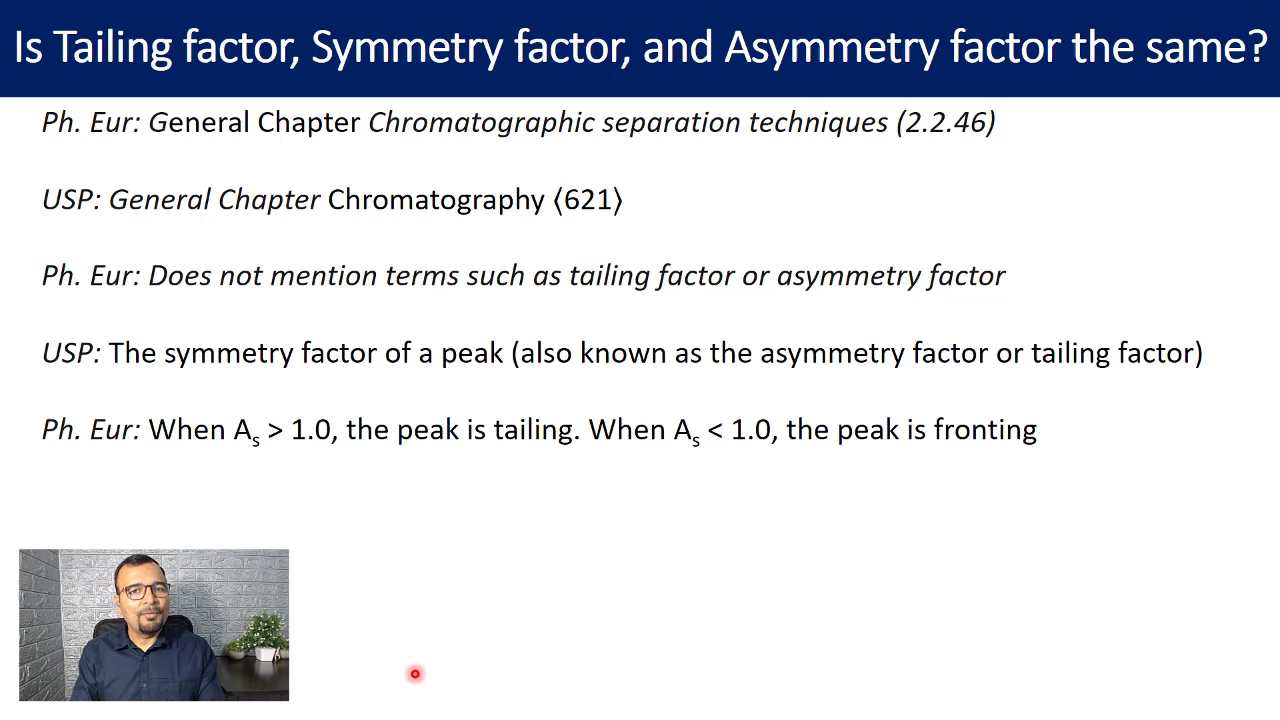 Is Tailing factor, Symmetry factor, and Asymmetry factor the same?
Ph. Eur: General Chapter Chromatographic separation techniques (2.2.46)
USP: General Chapter Chromatography ⟨621⟩
Ph. Eur: Does not mention terms such as tailing factor or asymmetry factor
USP: The symmetry factor of a peak (also known as the asymmetry factor or tailing factor)
Ph. Eur: When Aₛ > 1.0, the peak is tailing. When Aₛ < 1.0, the peak is fronting